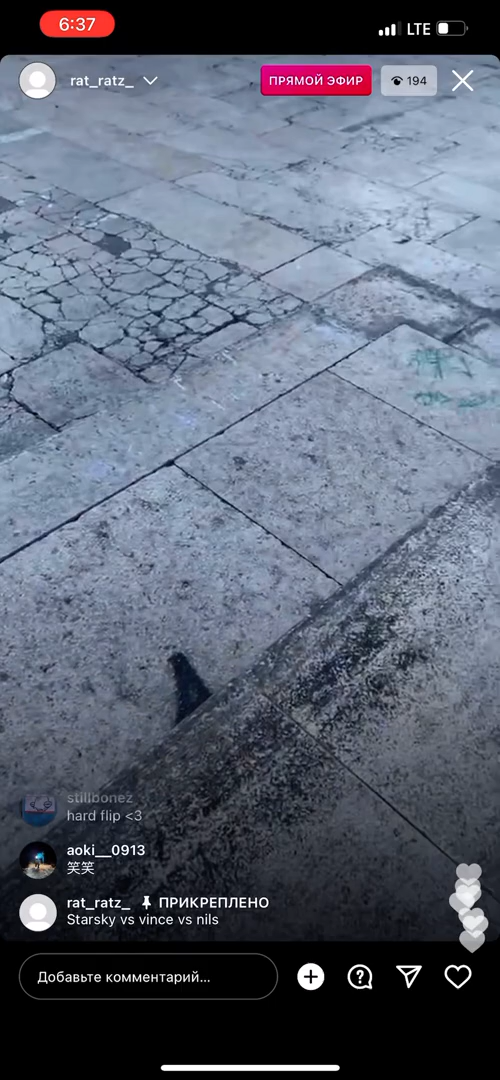 6:37
LTE
rat_ratz_
ПРЯМОЙ ЭФИР
194
stillbonez
hard flip <3
aoki__0913
笑笑
rat_ratz_ ПРИКРЕПЛЕНО
Starsky vs vince vs nils
Добавьте комментарий...